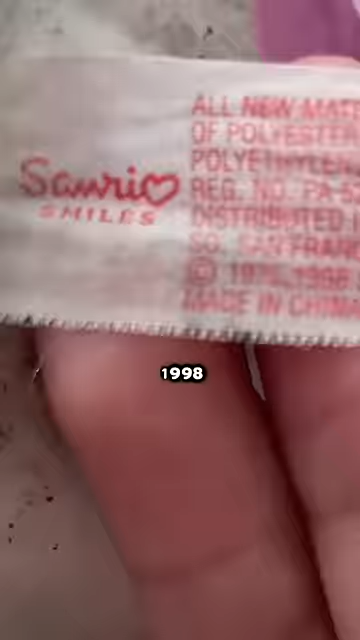 Sanrio
SMILES
ALL NEW MATE
OF POLYESTER
POLYETHYLEN
REG. NO. PA-
DISTRIBUTED
SO. SAN FRAN
© 1976, 1998
MADE IN CHINA
1998